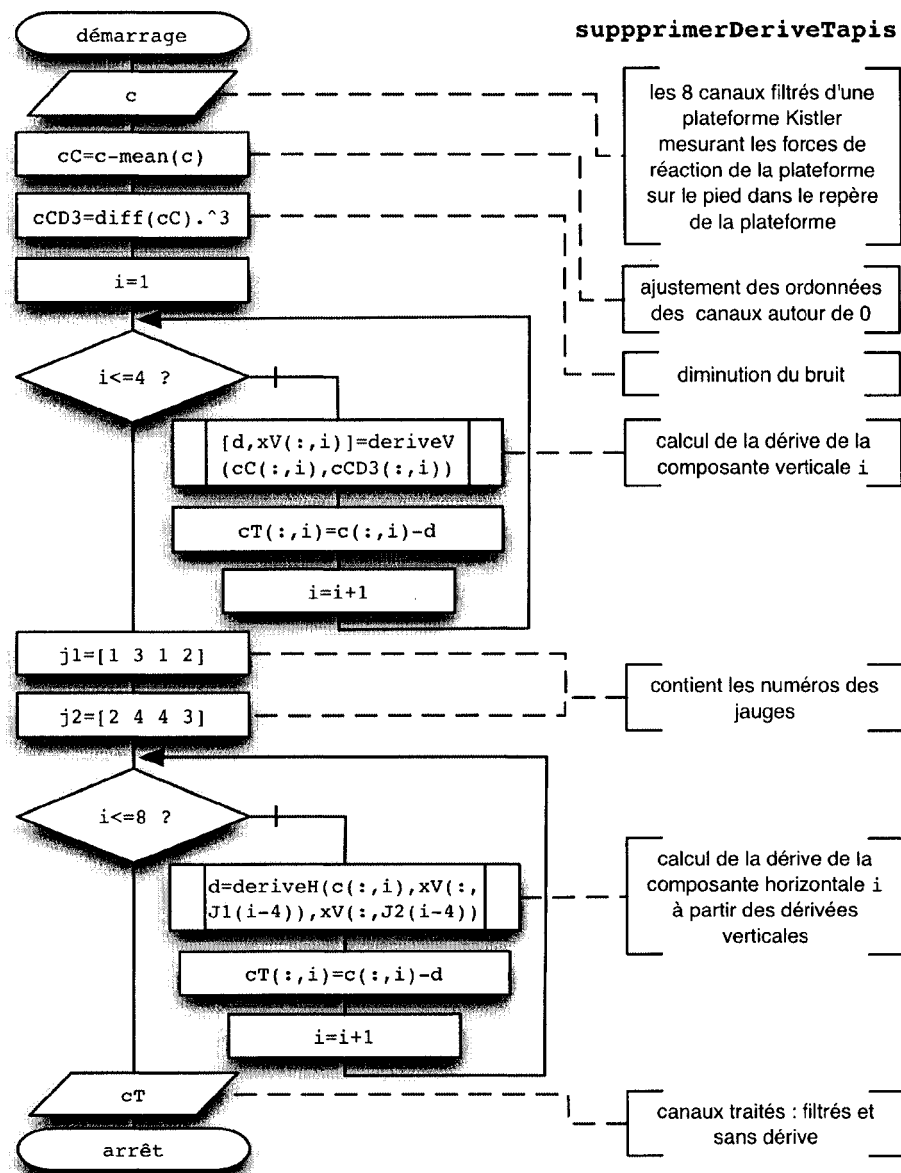 suppprimerDeriveTapis
démarrage
c
les 8 canaux filtrés d'une
plateforme Kistler
mesurant les forces de
réaction de la plateforme
sur le pied dans le repère
de la plateforme
cC=c-mean(c)
ajustement des ordonnées
des canaux autour de 0
cCD3=diff(cC).^3
diminution du bruit
i=1
i<=4 ?
[d,xV(:,i)]=deriveV
(cC(:,i),cCD3(:,i))
calcul de la dérive de la
composante verticale i
cT(:,i)=c(:,i)-d
i=i+1
j1=[1 3 1 2]
j2=[2 4 4 3]
contient les numéros des
jauges
i<=8 ?
d=deriveH(c(:,i),xV(:,
J1(i-4)),xV(:,J2(i-4))
calcul de la dérive de la
composante horizontale i
à partir des dérivées
verticales
cT(:,i)=c(:,i)-d
i=i+1
cT
canaux traités : filtrés et
sans dérive
arrêt